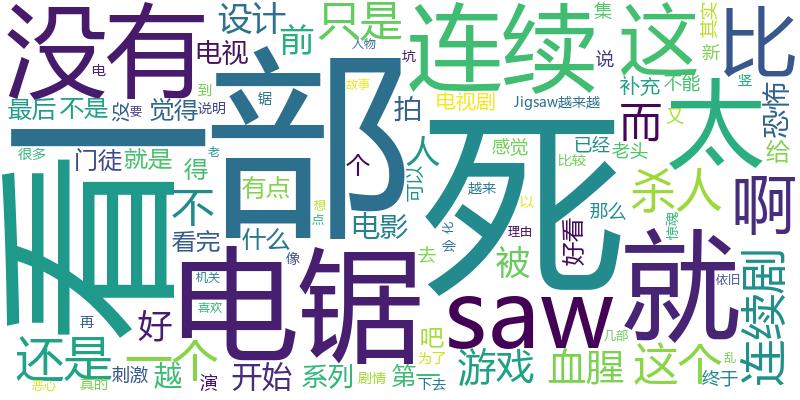 没有
设计
只是
集
其实
连续
这
比
电视
前
人物
坑
说
新
电
到
锯
故事
拍
电视剧
Jigsaw越来越
补充
不能
竖
恐怖
最后
不是
没
要
觉得
说明
一部
死
太
而
又
给
门徒
就是
得
个
人
可以
感觉
已经
老头
很多
老
有点
比较
杀人
啊
看
不
想
点
电影
越来
以
那么
惊魂
看完
什么
会
化
理由
好看
像
去
被
就
依旧
连续剧
机关
电锯
saw
再
好
喜欢
吧
几部
还是
一个
为了
游戏
血腥
这个
乱
越
开始
系列
第一
终于
恶心
真的
刺激
演
剧情
下去